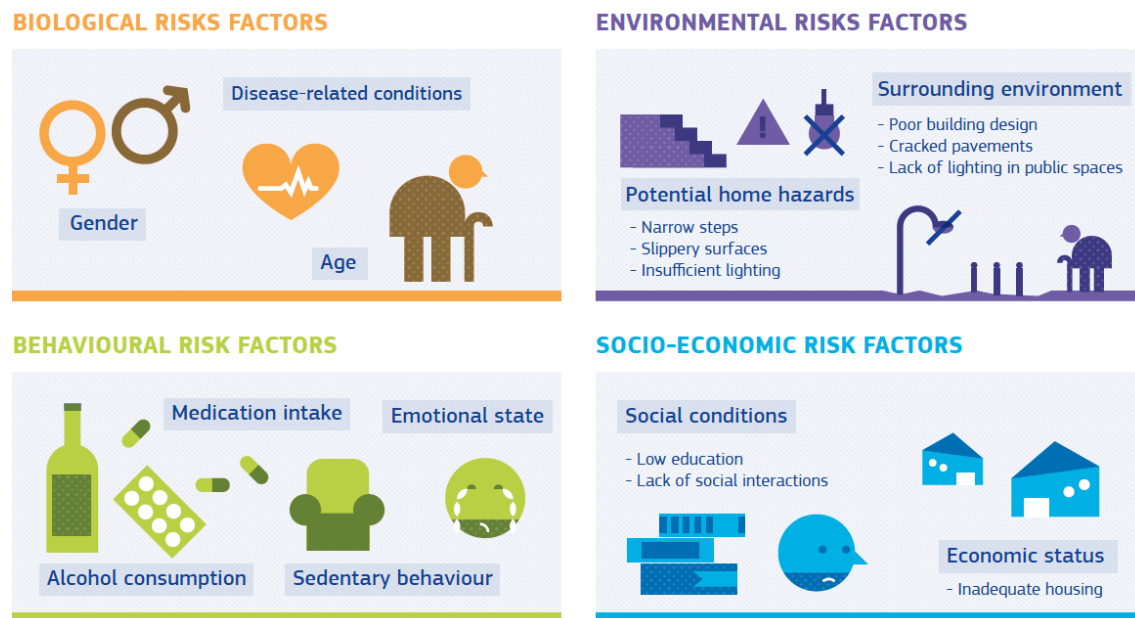 BIOLOGICAL RISKS FACTORS
Disease-related conditions
Gender
Age
ENVIRONMENTAL RISKS FACTORS
Surrounding environment
- Poor building design
- Cracked pavements
- Lack of lighting in public spaces
Potential home hazards
- Narrow steps
- Slippery surfaces
- Insufficient lighting
BEHAVIOURAL RISK FACTORS
Medication intake
Emotional state
Alcohol consumption
Sedentary behaviour
SOCIO-ECONOMIC RISK FACTORS
Social conditions
- Low education
- Lack of social interactions
Economic status
- Inadequate housing